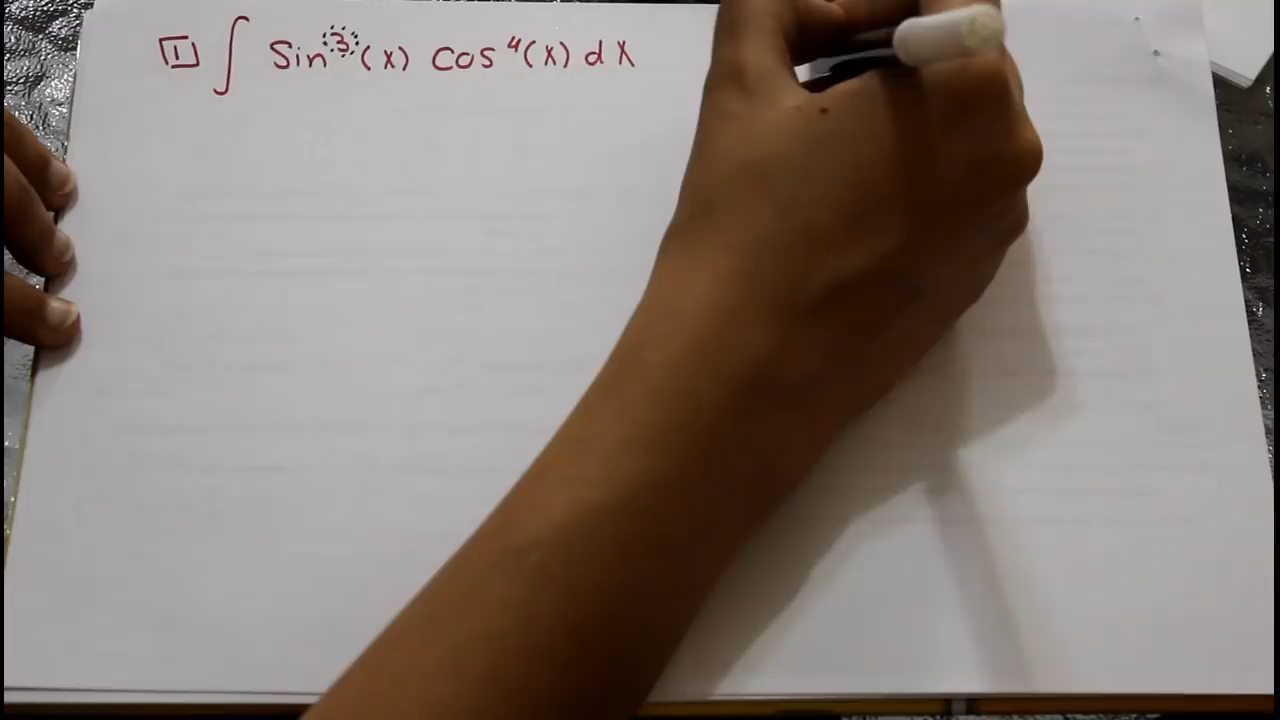 1 ∫ Sin³(x) cos⁴(x) dx